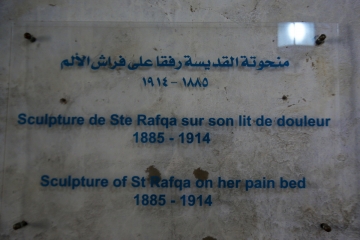 منحوتة القديسة رفقا على فراش الألم
١٨٨٥ - ١٩١٤
Sculpture de Ste Rafqa sur son lit de douleur
1885 - 1914
Sculpture of St Rafqa on her pain bed
1885 - 1914